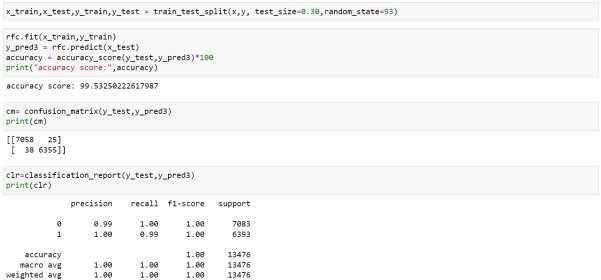 x_train,x_test,y_train,y_test = train_test_split(x,y, test_size=0.30,random_state=93)
rfc.fit(x_train,y_train)
y_pred3 = rfc.predict(x_test)
accuracy = accuracy_score(y_test,y_pred3)*100
print("accuracy score:",accuracy)
accuracy score: 99.53250222617987
cm= confusion_matrix(y_test,y_pred3)
print(cm)
[[7058   25]
 [  38 6355]]
clr=classification_report(y_test,y_pred3)
print(clr)
precision    recall  f1-score   support
0       0.99      1.00      1.00      7083
1       1.00      0.99      1.00      6393
accuracy                           1.00     13476
macro avg       1.00      1.00      1.00     13476
weighted avg       1.00      1.00      1.00     13476